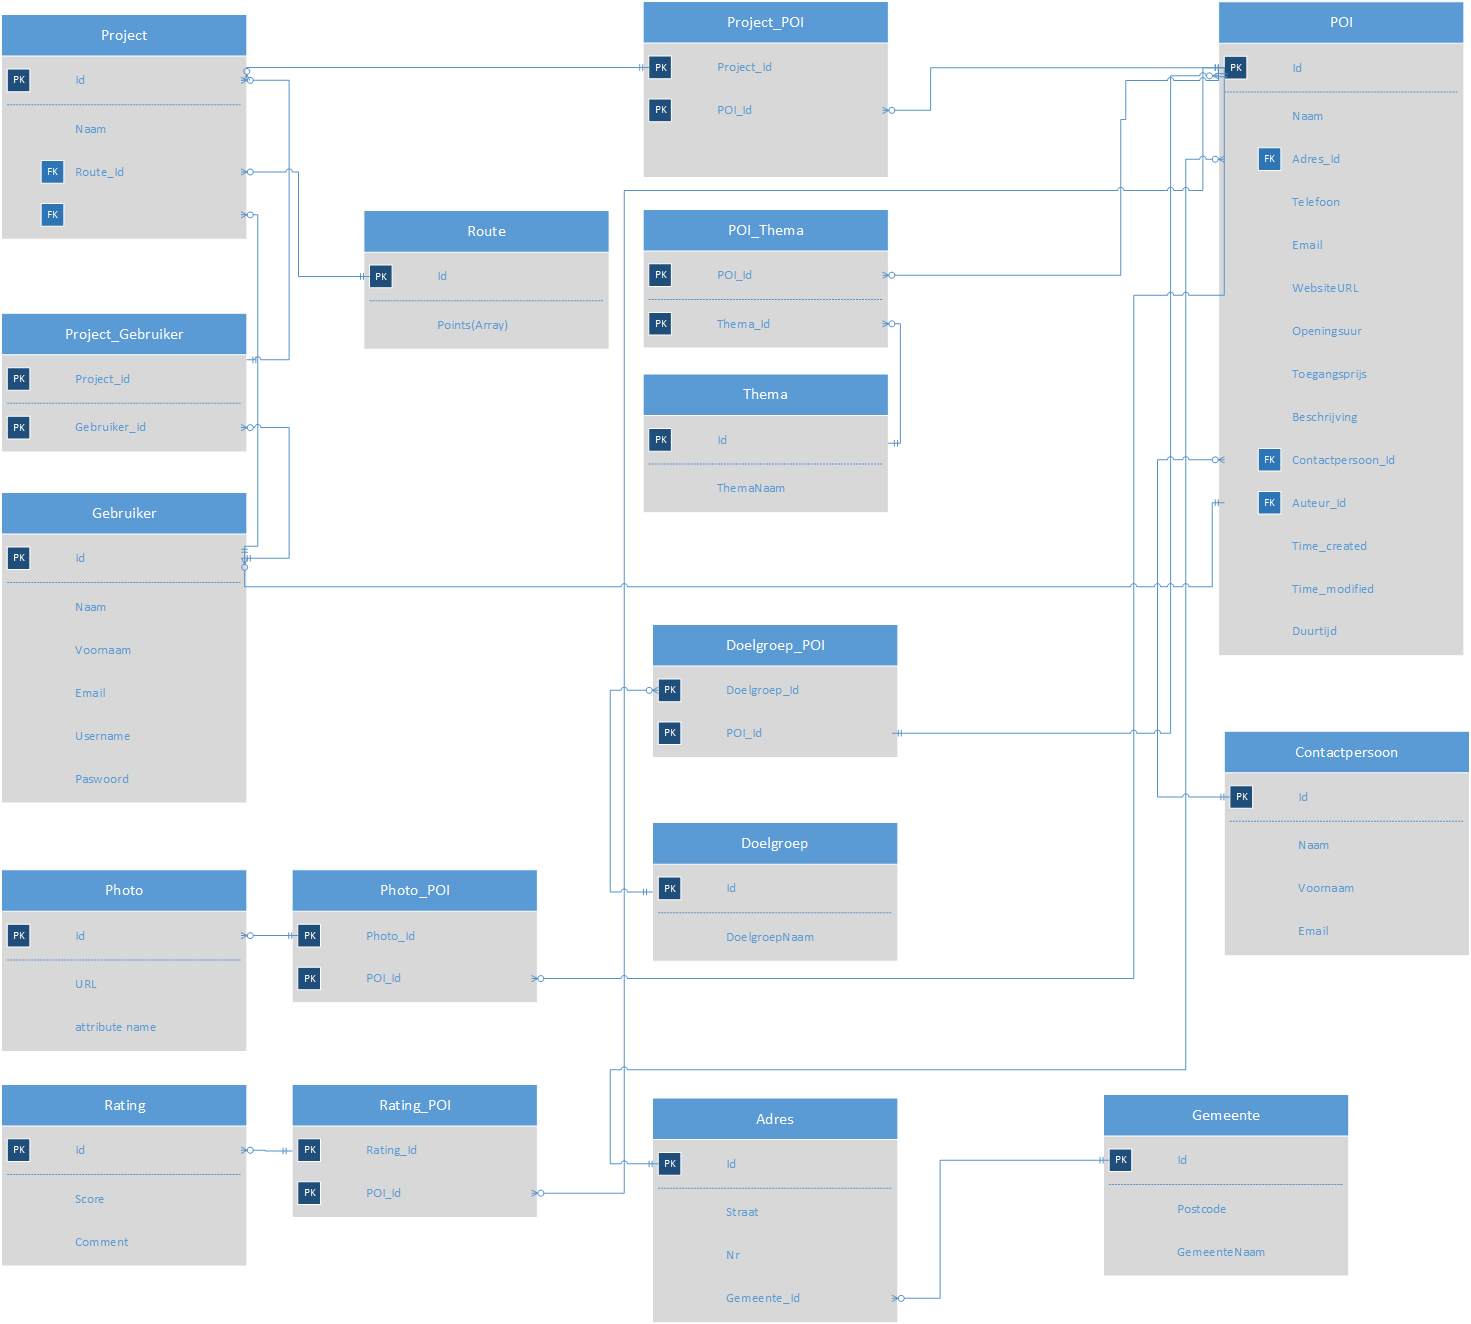 Project
PK Id
Naam
FK Route_Id
FK
Project_POI
PK Project_Id
PK POI_Id
POI
PK Id
Naam
FK Adres_Id
Telefoon
Email
WebsiteURL
Openingsuur
Toegangsprijs
Beschrijving
FK Contactpersoon_Id
FK Auteur_Id
Time_created
Time_modified
Duurtijd
Route
PK Id
Points(Array)
POI_Thema
PK POI_Id
PK Thema_Id
Project_Gebruiker
PK Project_Id
PK Gebruiker_Id
Thema
PK Id
ThemaNaam
Gebruiker
PK Id
Naam
Voornaam
Email
Username
Paswoord
Doelgroep_POI
PK Doelgroep_Id
PK POI_Id
Contactpersoon
PK Id
Naam
Voornaam
Email
Doelgroep
PK Id
DoelgroepNaam
Photo
PK Id
URL
attribute name
Photo_POI
PK Photo_Id
PK POI_Id
Rating
PK Id
Score
Comment
Rating_POI
PK Rating_Id
PK POI_Id
Adres
PK Id
Straat
Nr
Gemeente_Id
Gemeente
PK Id
Postcode
GemeenteNaam